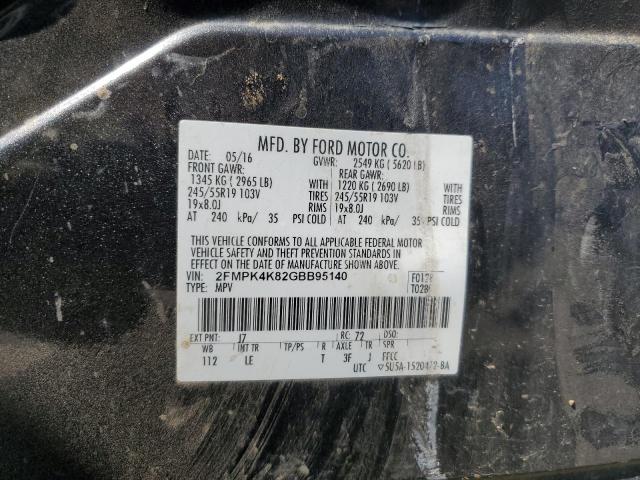 MFD. BY FORD MOTOR CO.
DATE: 05/16 GVWR: 2549 KG ( 5620 LB)
FRONT GAWR: REAR GAWR:
1345 KG ( 2965 LB) WITH 1220 KG ( 2690 LB) WITH
245/55R19 103V TIRES 245/55R19 103V TIRES
19x8.0J RIMS 19x8.0J RIMS
AT 240 kPa/ 35 PSI COLD AT 240 kPa/ 35 PSI COLD
THIS VEHICLE CONFORMS TO ALL APPLICABLE FEDERAL MOTOR
VEHICLE SAFETY AND THEFT PREVENTION STANDARDS IN
EFFECT ON THE DATE OF MANUFACTURE SHOWN ABOVE.
VIN: 2FMPK4K82GBB95140
TYPE: MPV
EXT PNT: J7 RC: 72 DSO:
WB INT TR TP/PS R AXLE TR SPR
112 LE T 3F J FFCC
UTC